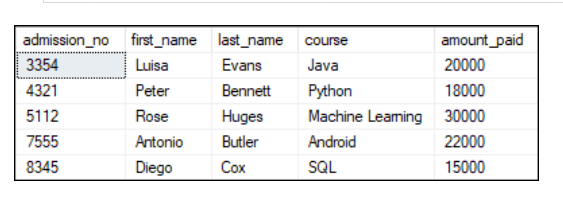 admission_no first_name last_name course amount_paid
3354 Luisa Evans Java 20000
4321 Peter Bennett Python 18000
5112 Rose Huges Machine Learning 30000
7555 Antonio Butler Android 22000
8345 Diego Cox SQL 15000